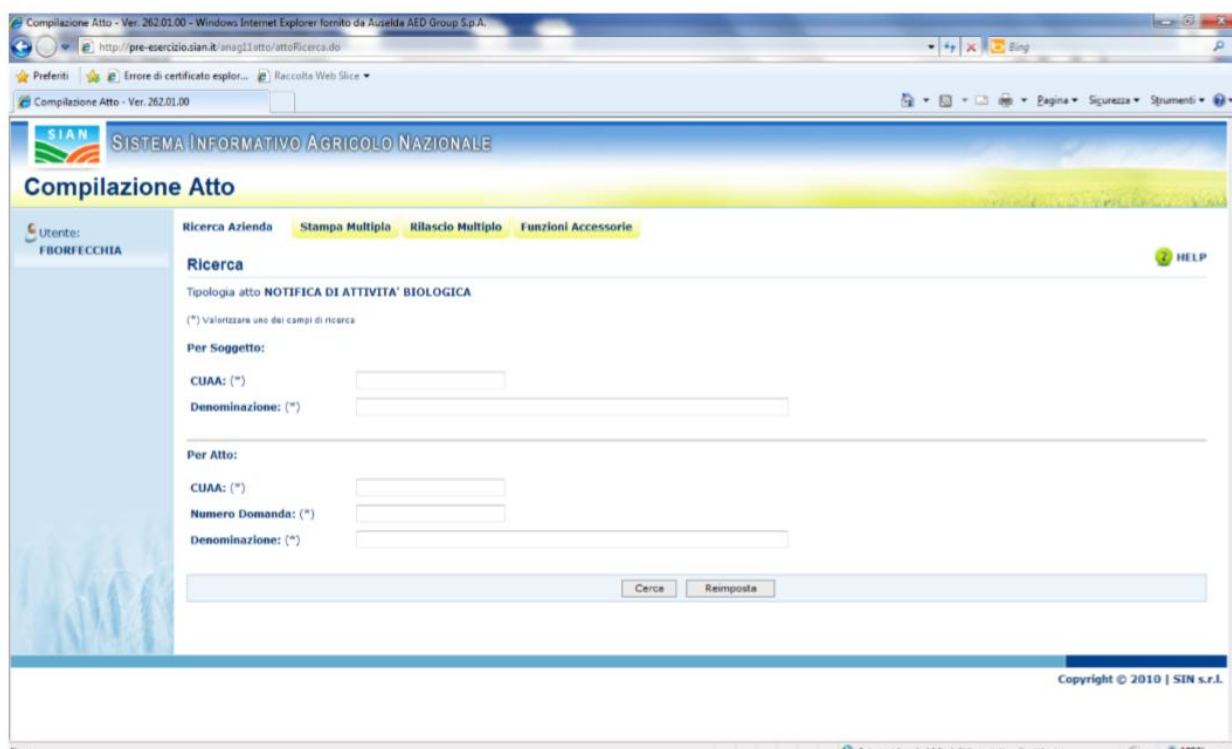 Compilazione Atto - Ver. 262.01.00 - Windows Internet Explorer fornito da Auselda AED Group S.p.A.
http://pre-esercizio.sian.it/anag11atto/attoRicerca.do
Bing
Preferiti Errore di certificato esplor... Raccolta Web Slice
Compilazione Atto - Ver. 262.01.00
Pagina Sicurezza Strumenti
SIAN
SISTEMA INFORMATIVO AGRICOLO NAZIONALE
Compilazione Atto
Utente:
FBORFECCHIA
Ricerca Azienda Stampa Multipla Rilascio Multiplo Funzioni Accessorie
HELP
Ricerca
Tipologia atto NOTIFICA DI ATTIVITA' BIOLOGICA
(*) Valorizzare uno dei campi di ricerca
Per Soggetto:
CUAA: (*)
Denominazione: (*)
Per Atto:
CUAA: (*)
Numero Domanda: (*)
Denominazione: (*)
Cerca Reimposta
Copyright © 2010 | SIN s.r.l.